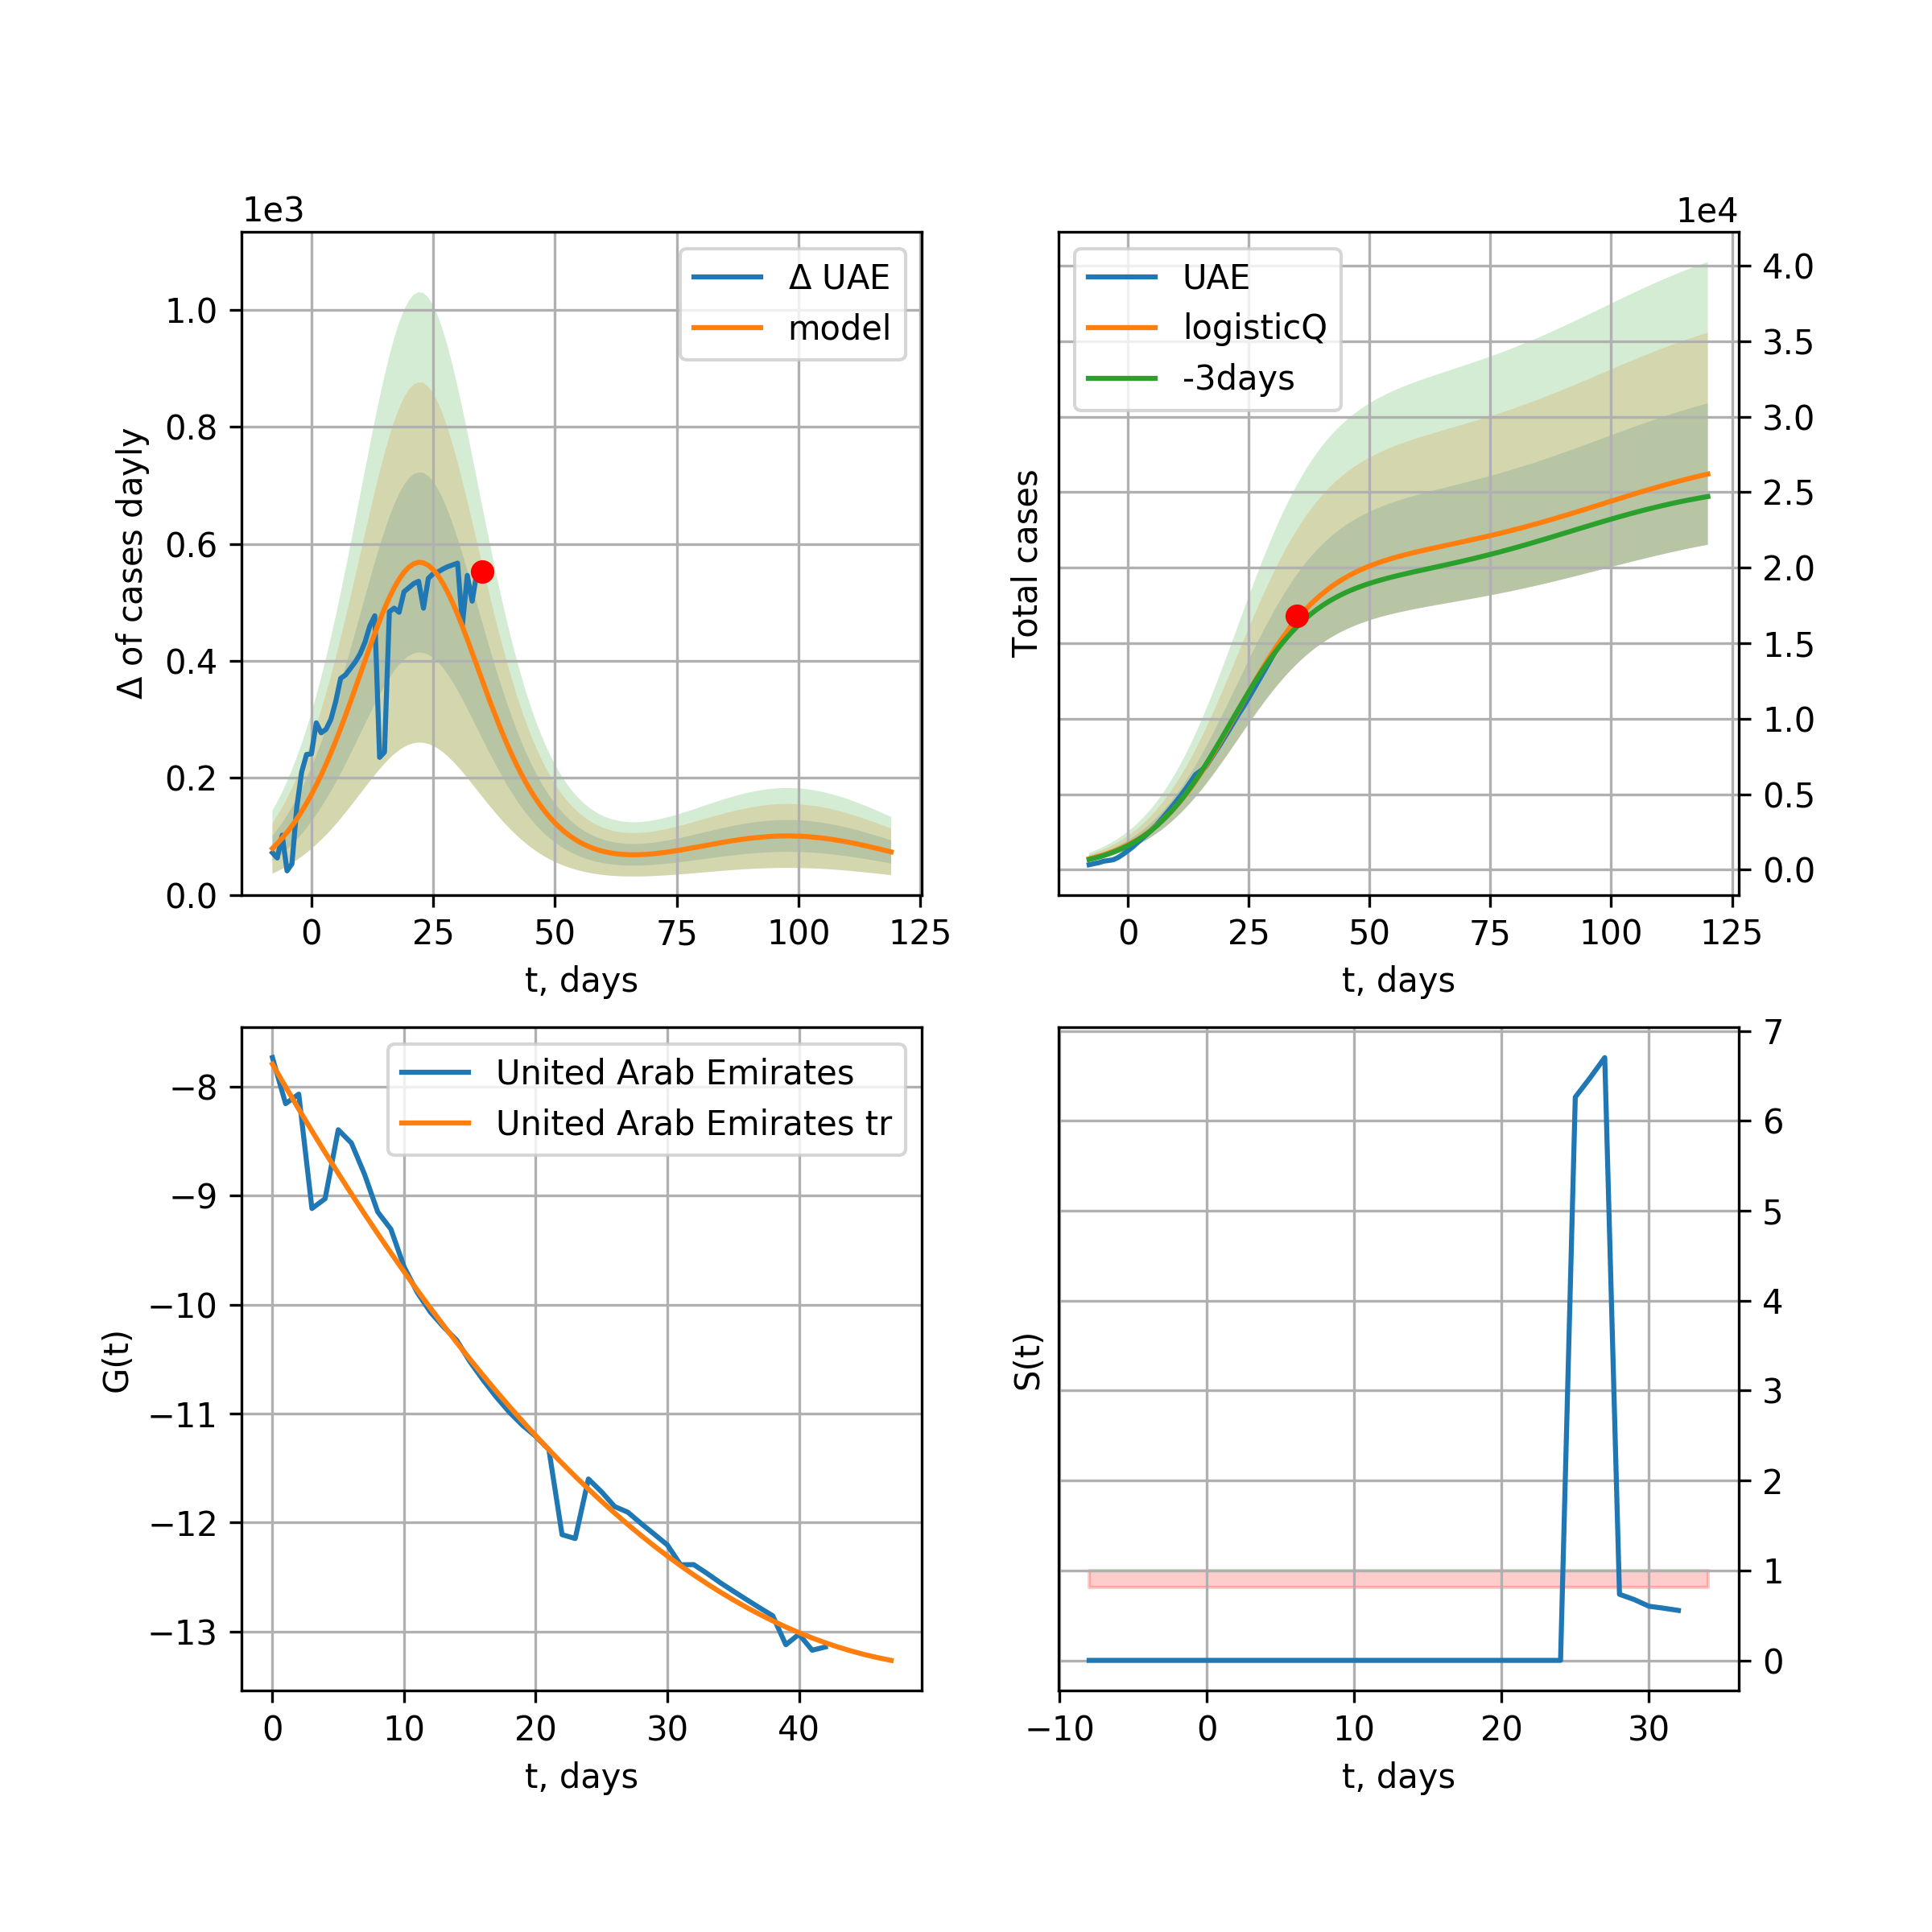 1e3
Δ UAE
model
Δ of cases dayly
1.0
0.8
0.6
0.4
0.2
0.0
0 25 50 75 100 125
t, days
1e4
UAE
logisticQ
-3days
Total cases
4.0
3.5
3.0
2.5
2.0
1.5
1.0
0.5
0.0
0 25 50 75 100 125
t, days
United Arab Emirates
United Arab Emirates tr
G(t)
−8
−9
−10
−11
−12
−13
0 10 20 30 40
t, days
S(t)
7
6
5
4
3
2
1
0
−10 0 10 20 30
t, days